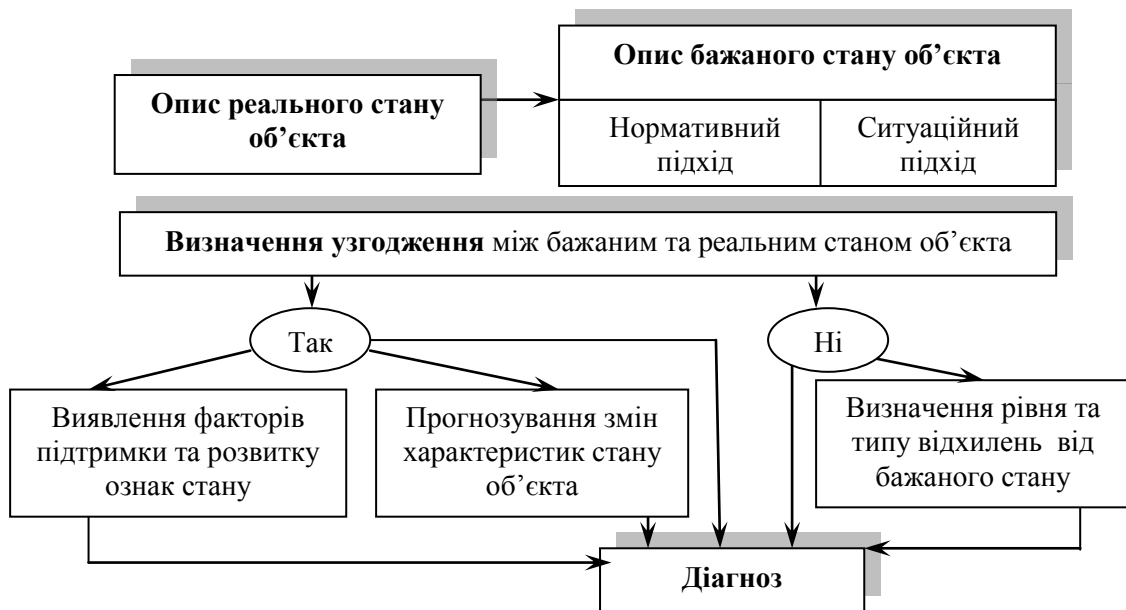 Опис реального стану
об’єкта
Опис бажаного стану об’єкта
Нормативний
підхід
Ситуаційний
підхід
Визначення узгодження між бажаним та реальним станом об’єкта
Так
Ні
Виявлення факторів
підтримки та розвитку
ознак стану
Прогнозування змін
характеристик стану
об’єкта
Визначення рівня та
типу відхилень від
бажаного стану
Діагноз